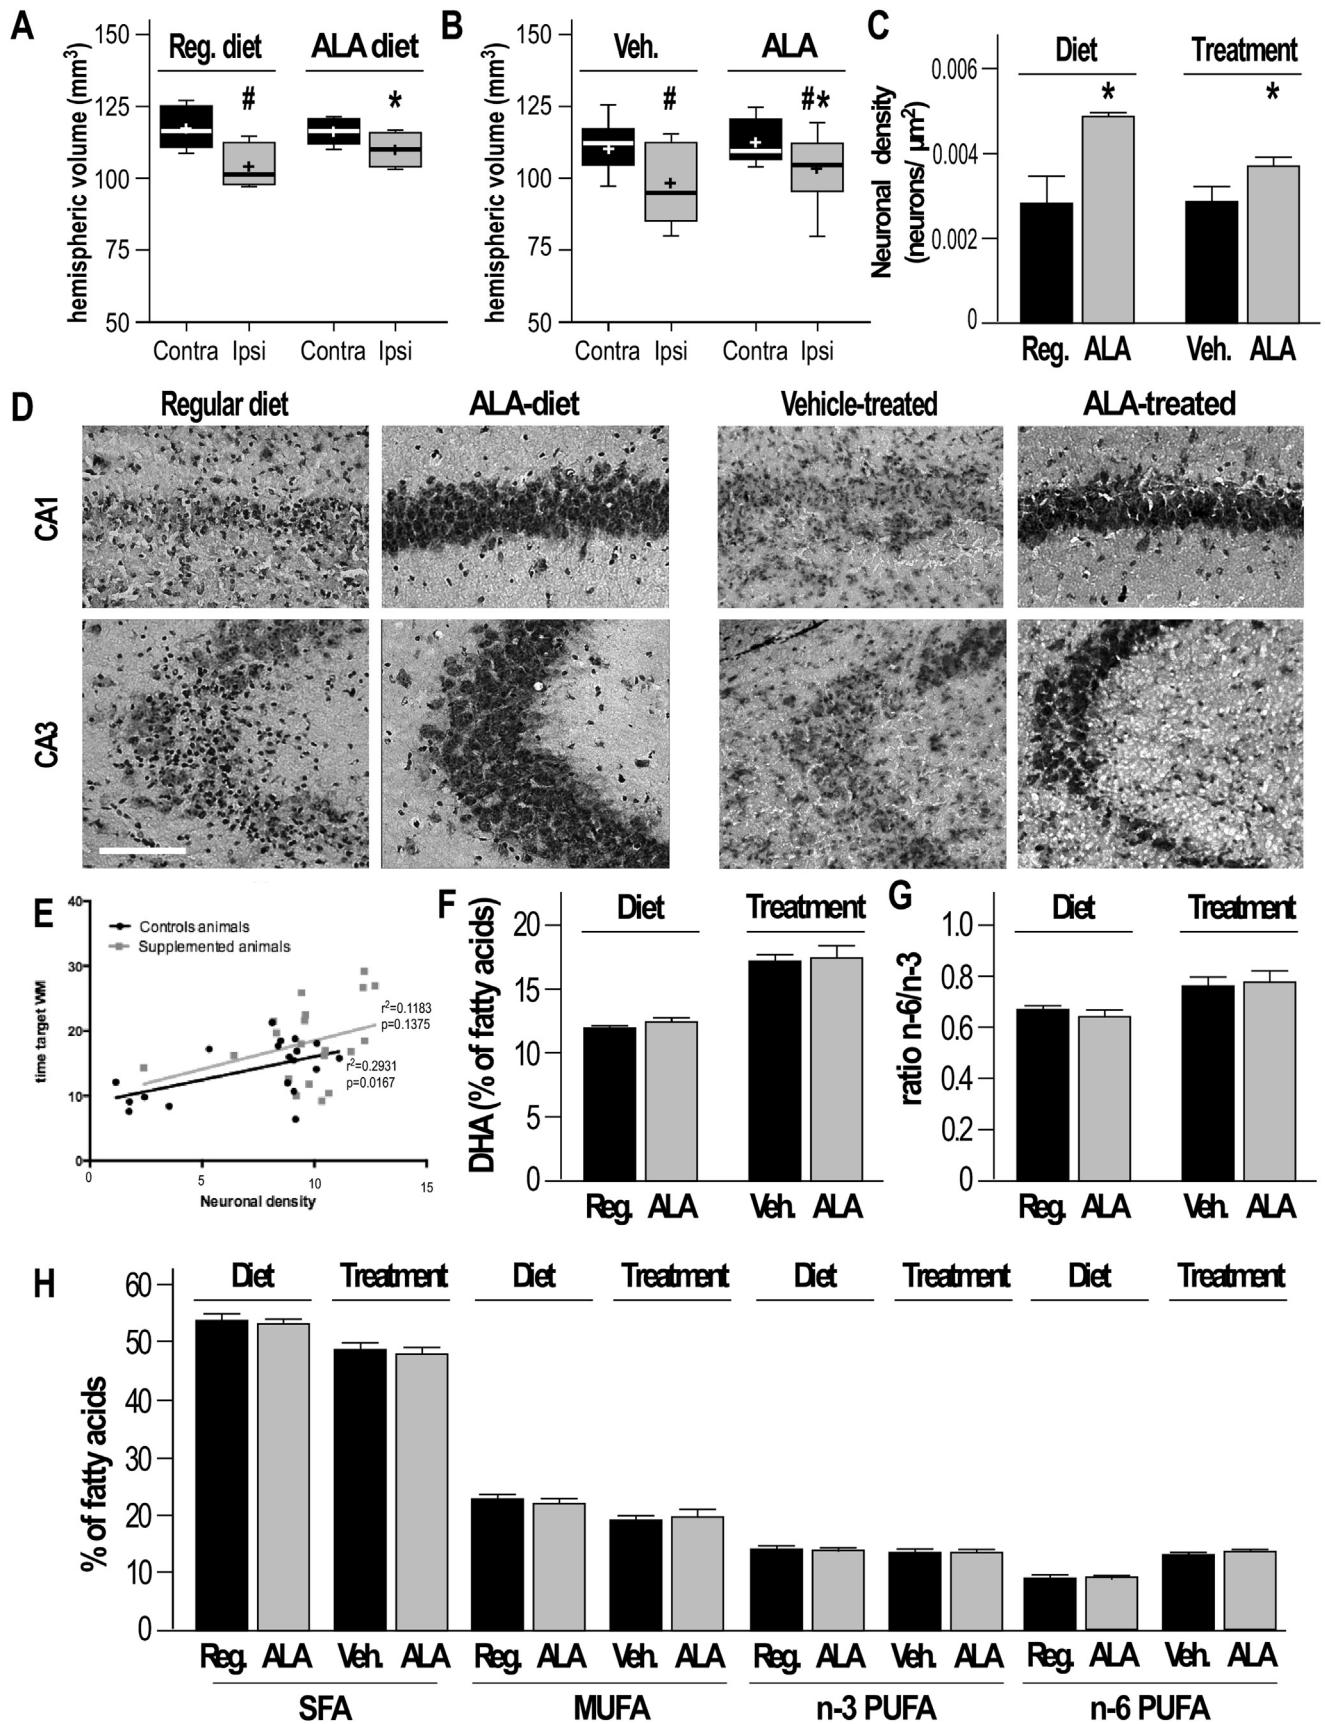 A
hemispheric volume (mm3)
150
125
100
75
50
Reg. diet
ALA diet
#
*
Contra Ipsi Contra Ipsi
B
hemispheric volume (mm3)
150
125
100
75
50
Veh.
ALA
#
#*
Contra Ipsi Contra Ipsi
C
Neuronal density
(neurons/ μm2)
0.006
0.004
0.002
0
Diet
Treatment
*
*
Reg. ALA Veh. ALA
D
Regular diet
ALA-diet
Vehicle-treated
ALA-treated
CA1
CA3
E
time target WM
40
30
20
10
0
Controls animals
Supplemented animals
r2=0.1183
p=0.1375
r2=0.2931
p=0.0167
0 5 10 15
Neuronal density
F
DHA (% of fatty acids)
20
15
10
5
0
Diet
Treatment
Reg. ALA Veh. ALA
G
ratio n-6/n-3
1.0
0.8
0.6
0.4
0.2
0
Diet
Treatment
Reg. ALA Veh. ALA
H
% of fatty acids
60
50
40
30
20
10
0
Diet Treatment Diet Treatment Diet Treatment Diet Treatment
Reg. ALA Veh. ALA Reg. ALA Veh. ALA Reg. ALA Veh. ALA Reg. ALA Veh. ALA
SFA MUFA n-3 PUFA n-6 PUFA